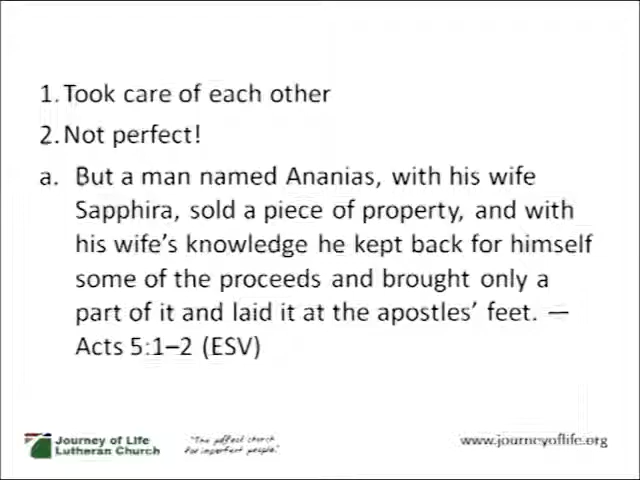 1. Took care of each other
2. Not perfect!
a. But a man named Ananias, with his wife
Sapphira, sold a piece of property, and with
his wife's knowledge he kept back for himself
some of the proceeds and brought only a
part of it and laid it at the apostles' feet. —
Acts 5:1–2 (ESV)
Journey of Life
Lutheran Church
"The perfect church
for imperfect people."
www.journeyoflife.org